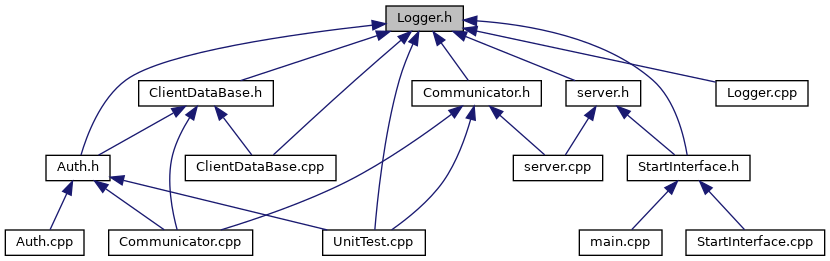 Logger.h
ClientDataBase.h
Communicator.h
server.h
Logger.cpp
Auth.h
ClientDataBase.cpp
server.cpp
StartInterface.h
Auth.cpp
Communicator.cpp
UnitTest.cpp
main.cpp
StartInterface.cpp